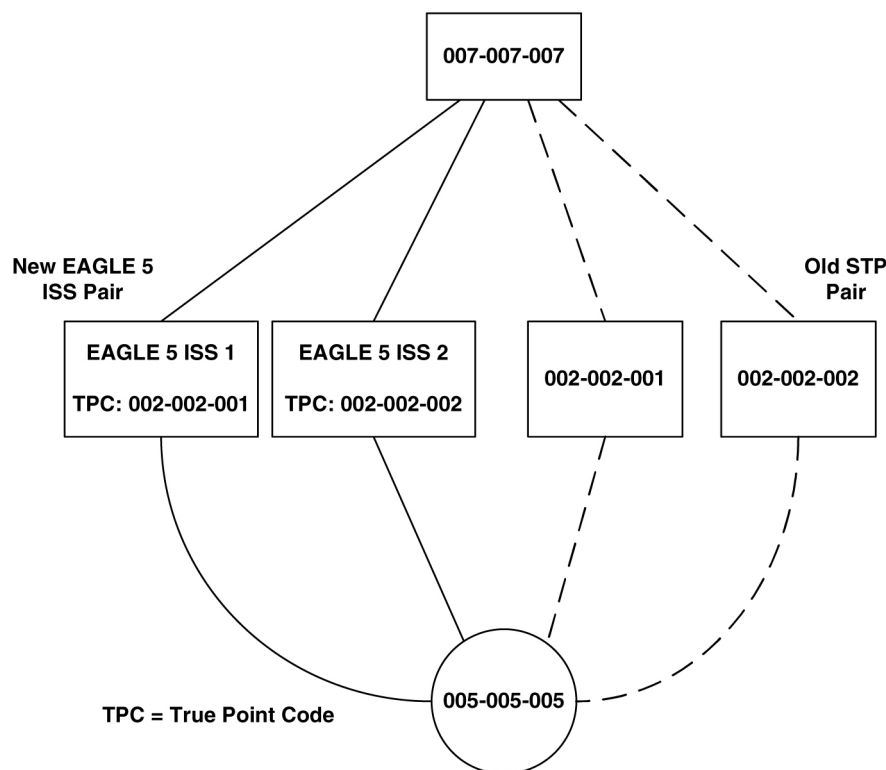 007-007-007
New EAGLE 5
ISS Pair
Old STP
Pair
EAGLE 5 ISS 1
TPC: 002-002-001
EAGLE 5 ISS 2
TPC: 002-002-002
002-002-001
002-002-002
005-005-005
TPC = True Point Code